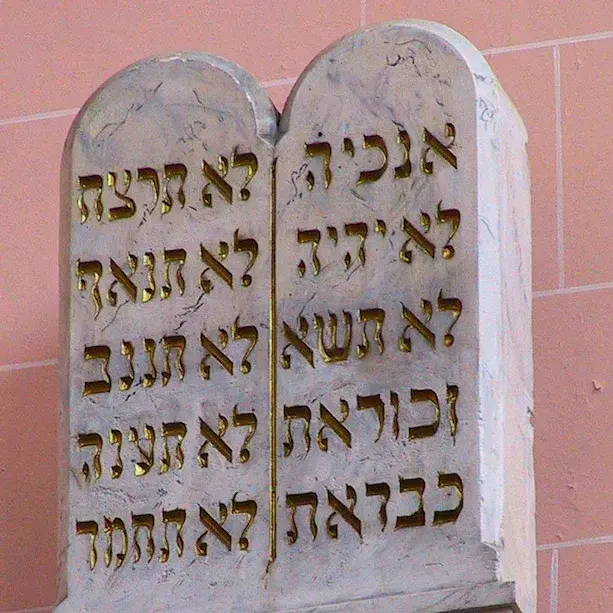 אנכי ה
לא יהיה
לא תשא
זכור את
כבד את
לא תרצח
לא תנאף
לא תגנב
לא תענה
לא תחמד